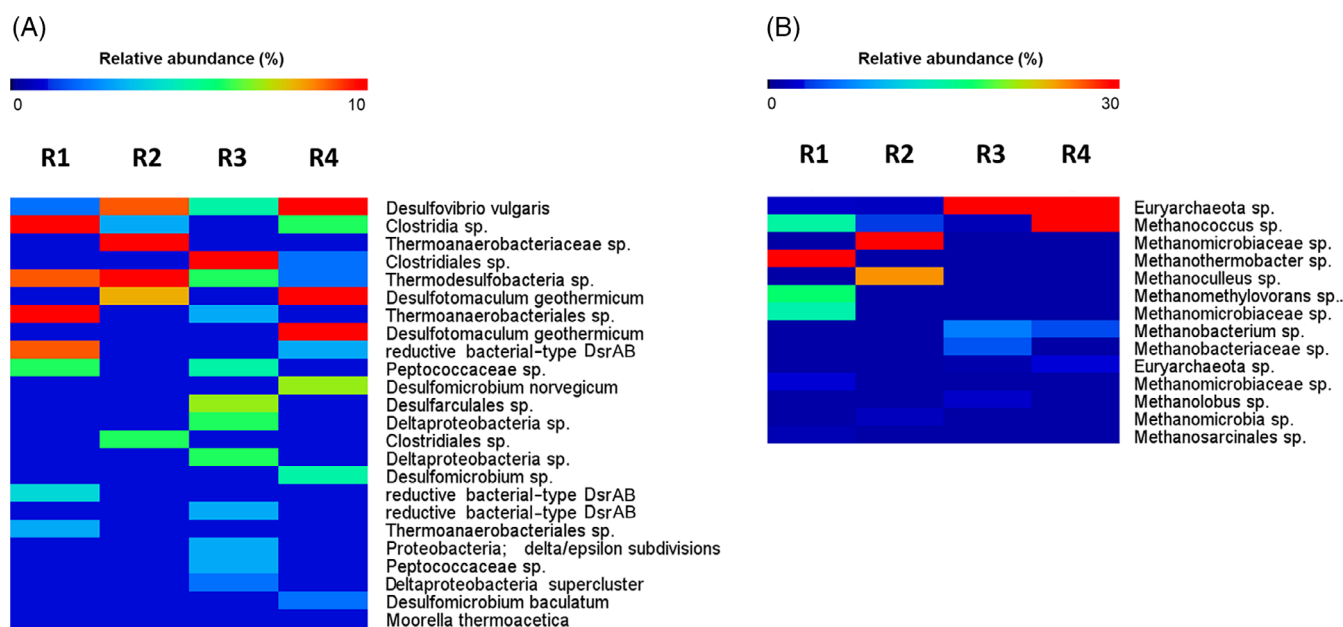 (A)
Relative abundance (%)
0 10
R1 R2 R3 R4
Desulfovibrio vulgaris
Clostridia sp.
Thermoanaerobacteriaceae sp.
Clostridiales sp.
Thermodesulfobacteria sp.
Desulfotomaculum geothermicum
Thermoanaerobacteriales sp.
Desulfotomaculum geothermicum
reductive bacterial-type DsrAB
Peptococcaceae sp.
Desulfomicrobium norvegicum
Desulfarculales sp.
Deltaproteobacteria sp.
Clostridiales sp.
Deltaproteobacteria sp.
Desulfomicrobium sp.
reductive bacterial-type DsrAB
reductive bacterial-type DsrAB
Thermoanaerobacteriales sp.
Proteobacteria; delta/epsilon subdivisions
Peptococcaceae sp.
Deltaproteobacteria supercluster
Desulfomicrobium baculatum
Moorella thermoacetica
(B)
Relative abundance (%)
0 30
R1 R2 R3 R4
Euryarchaeota sp.
Methanococcus sp.
Methanomicrobiaceae sp.
Methanothermobacter sp.
Methanoculleus sp.
Methanomethylovorans sp..
Methanomicrobiaceae sp.
Methanobacterium sp.
Methanobacteriaceae sp.
Euryarchaeota sp.
Methanomicrobiaceae sp.
Methanolobus sp.
Methanomicrobia sp.
Methanosarcinales sp.